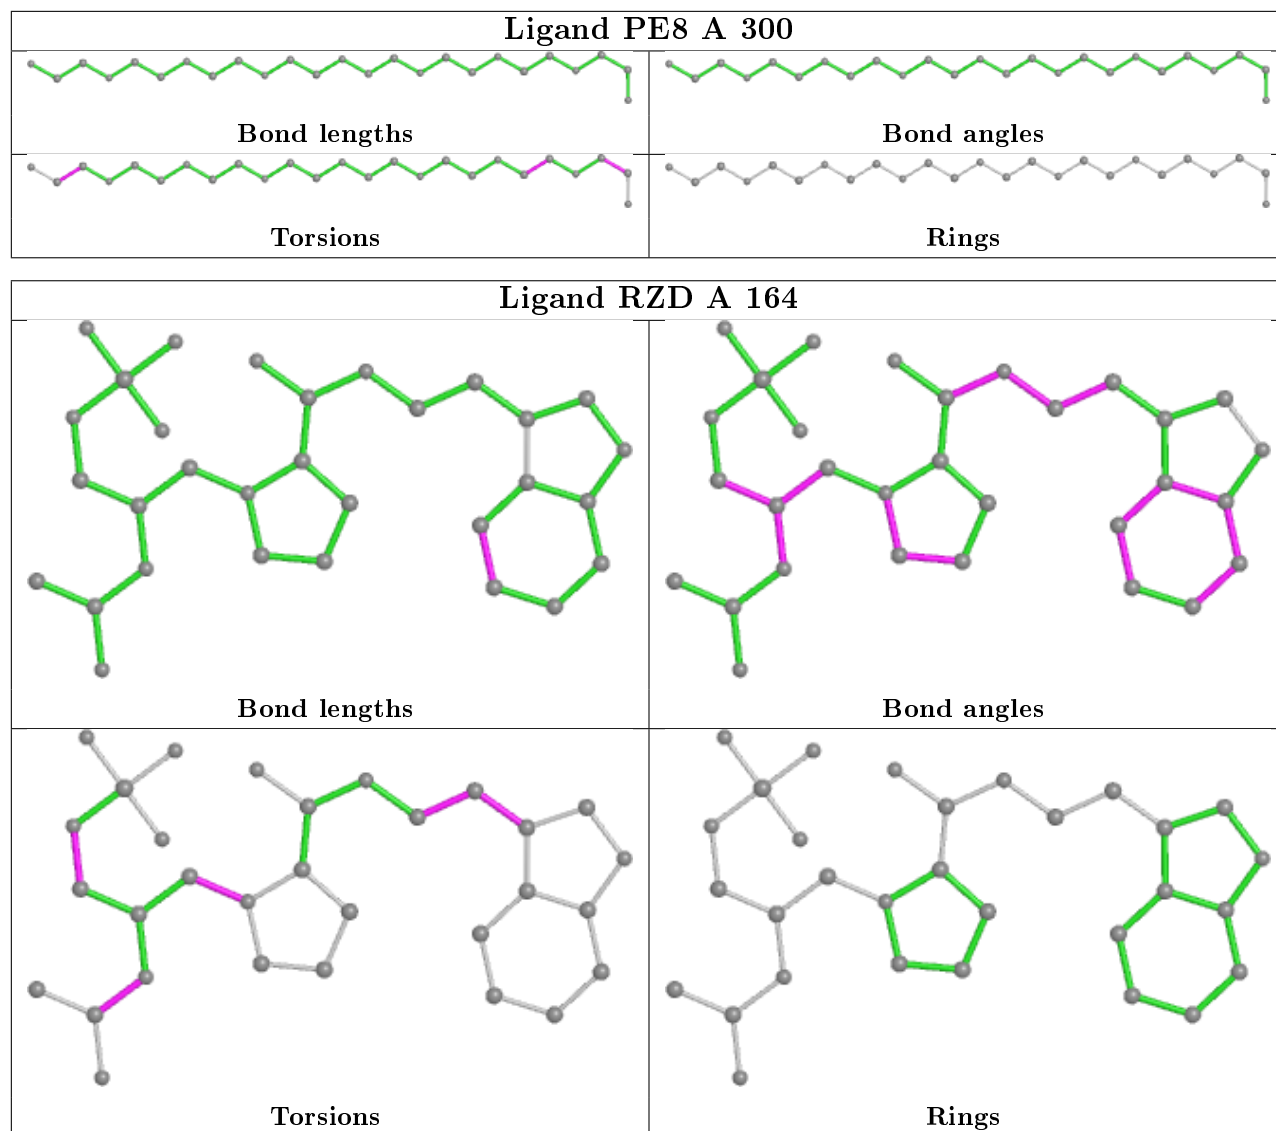 Ligand PE8 A 300
Bond lengths
Bond angles
Torsions
Rings
Ligand RZD A 164
Bond lengths
Bond angles
Torsions
Rings